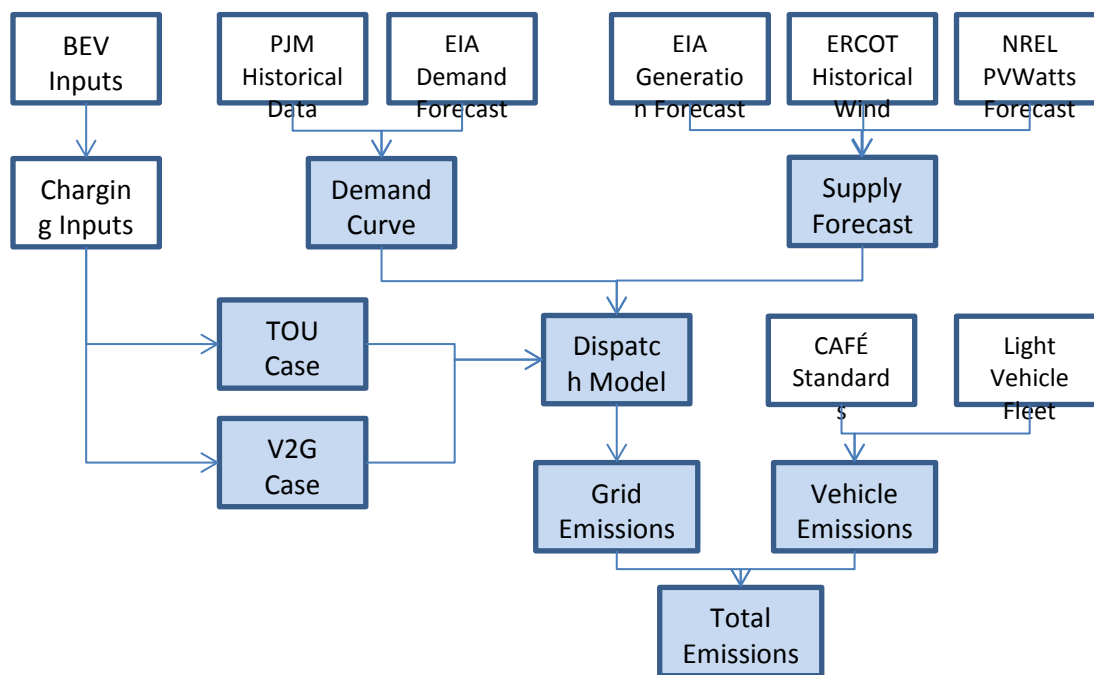 BEV
Inputs
PJM
Historical
Data
EIA
Demand
Forecast
EIA
Generatio
n Forecast
ERCOT
Historical
Wind
NREL
PVWatts
Forecast
Chargin
g Inputs
Demand
Curve
Supply
Forecast
TOU
Case
Dispatc
h Model
CAFÉ
Standard
s
Light
Vehicle
Fleet
V2G
Case
Grid
Emissions
Vehicle
Emissions
Total
Emissions